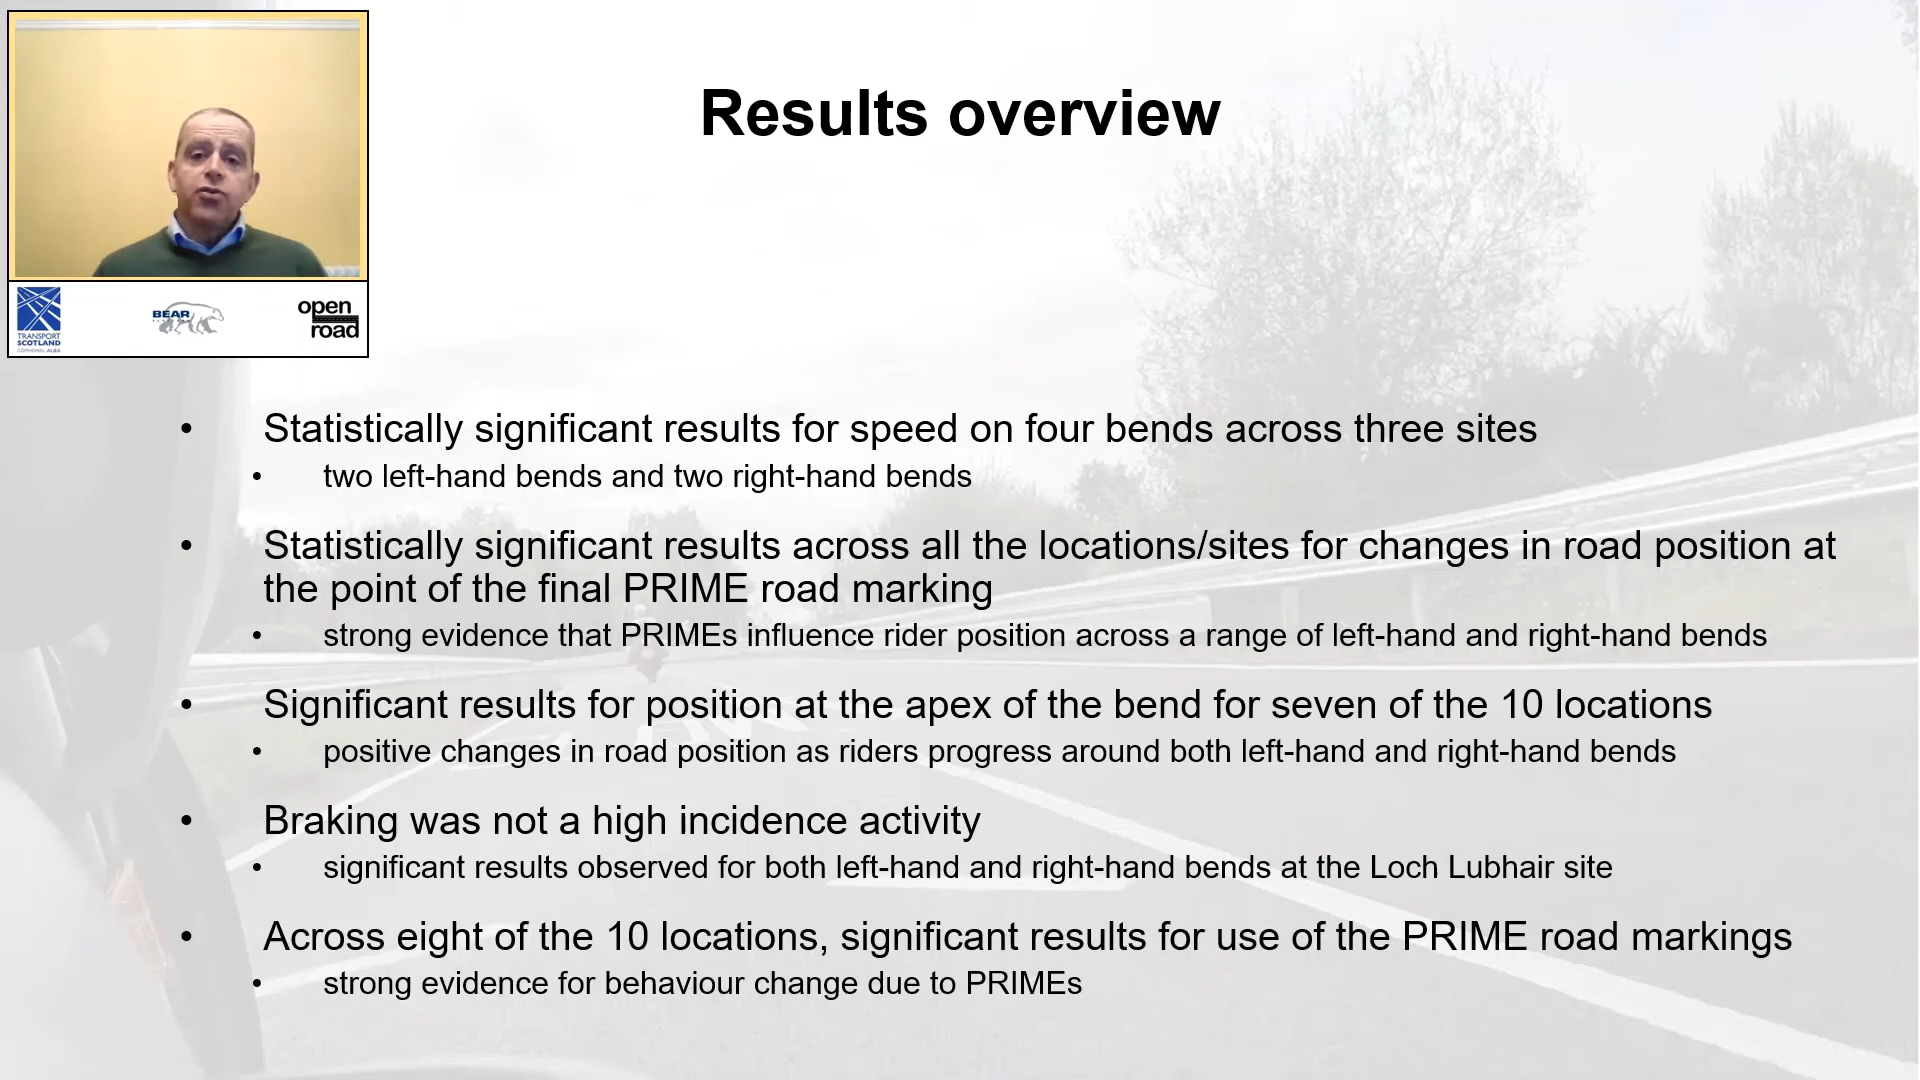 Results overview
TRANSPORT
SCOTLAND
CÒMHDHAIL ALBA
BEAR
open
road
• Statistically significant results for speed on four bends across three sites
• two left-hand bends and two right-hand bends
• Statistically significant results across all the locations/sites for changes in road position at
the point of the final PRIME road marking
• strong evidence that PRIMEs influence rider position across a range of left-hand and right-hand bends
• Significant results for position at the apex of the bend for seven of the 10 locations
• positive changes in road position as riders progress around both left-hand and right-hand bends
• Braking was not a high incidence activity
• significant results observed for both left-hand and right-hand bends at the Loch Lubhair site
• Across eight of the 10 locations, significant results for use of the PRIME road markings
• strong evidence for behaviour change due to PRIMEs